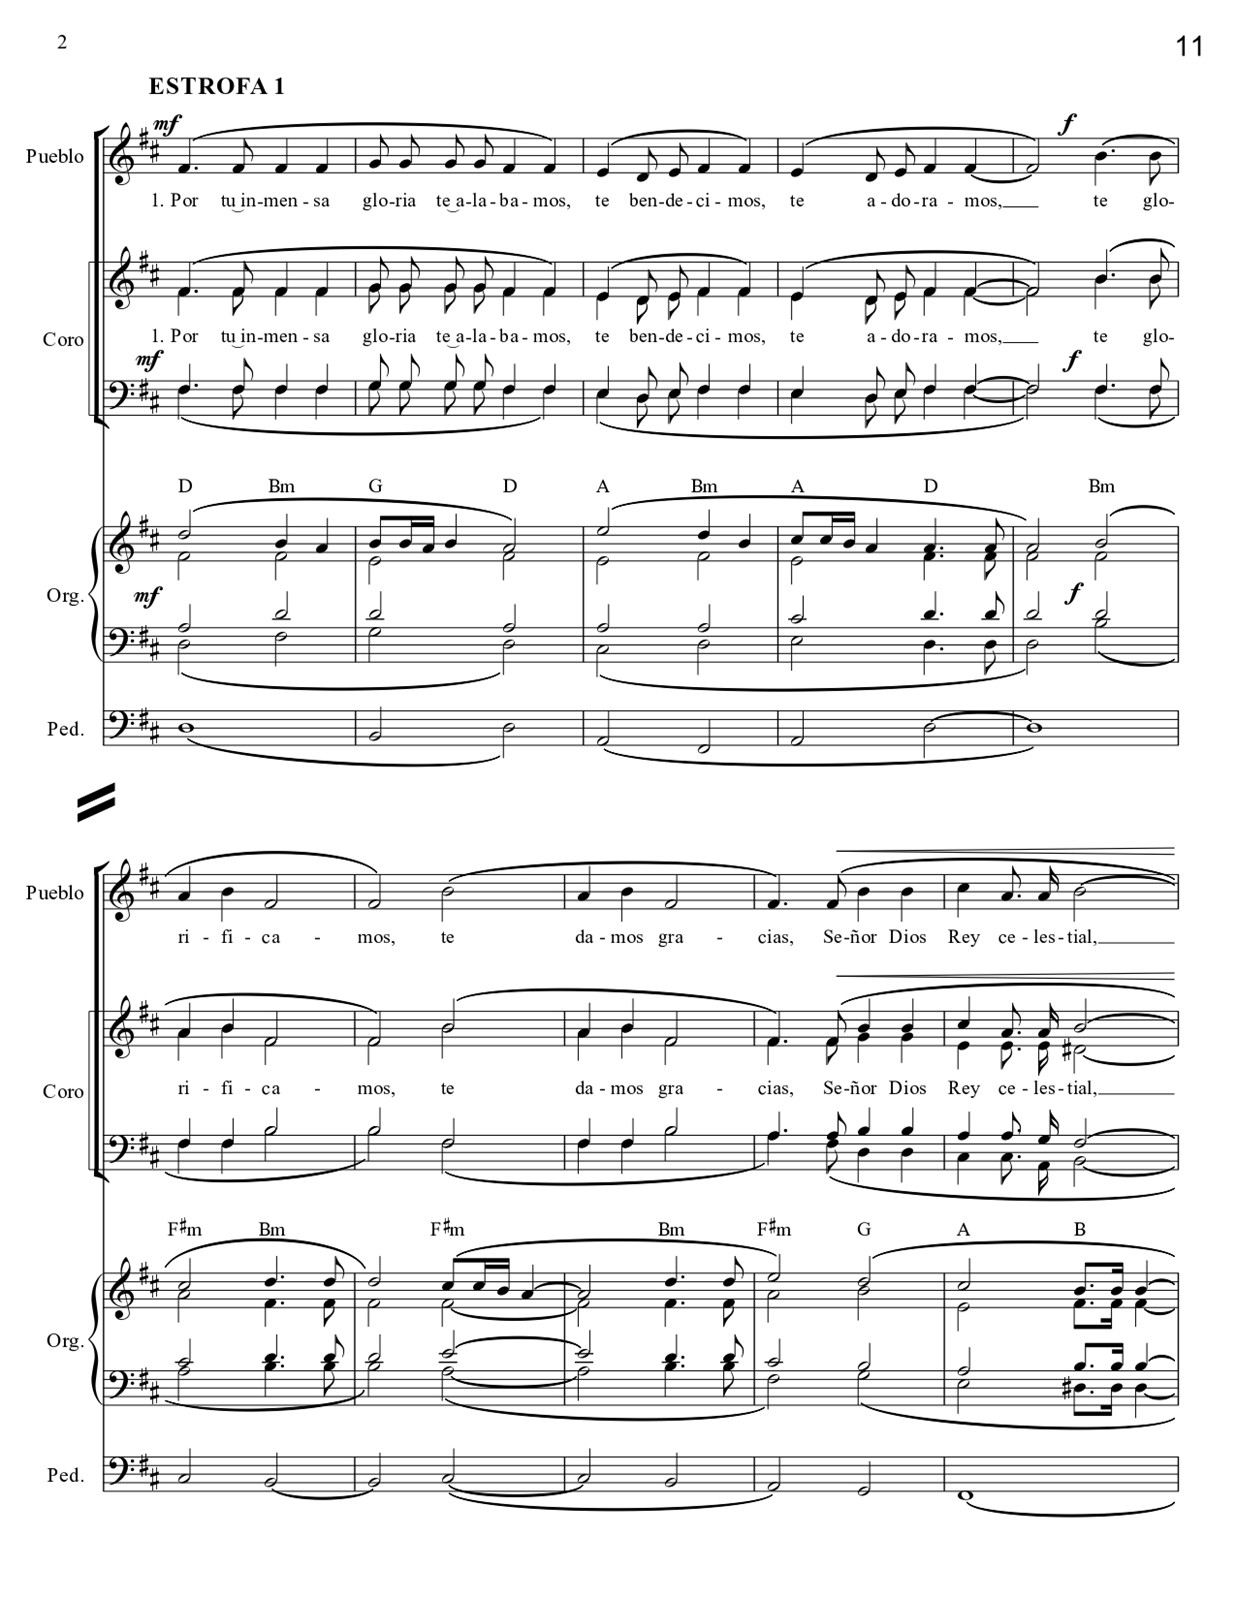 2
11
ESTROFA 1
mf f
Pueblo
1. Por tu in-men - sa glo-ria te a-la-ba-mos, te ben-de-ci-mos, te a-do-ra-mos, te glo-
Coro
1. Por tu in-men - sa glo-ria te a-la-ba-mos, te ben-de-ci-mos, te a-do-ra-mos, te glo-
mf f
D Bm G D A Bm A D Bm
Org.
mf f
Ped.
Pueblo
ri - fi - ca - mos, te da - mos gra - cias, Se-ñor Dios Rey ce-les-tial,
Coro
ri - fi - ca - mos, te da - mos gra - cias, Se-ñor Dios Rey ce-les-tial,
F#m Bm F#m Bm F#m G A B
Org.
Ped.